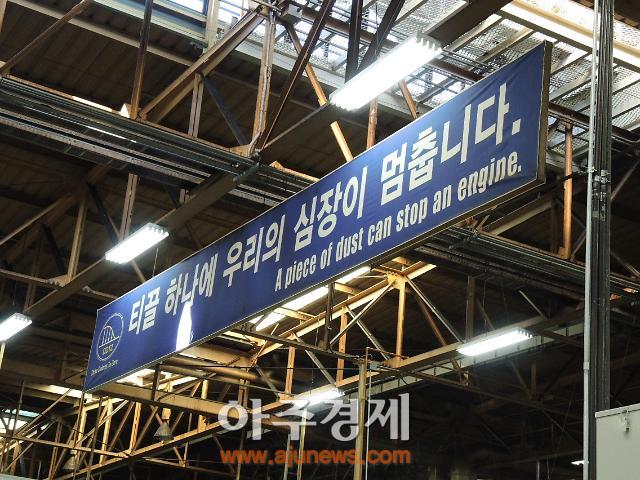 티끌 하나에 우리의 심장이 멈춥니다.
A piece of dust can stop an engine.
아주경제
www.ajunews.com